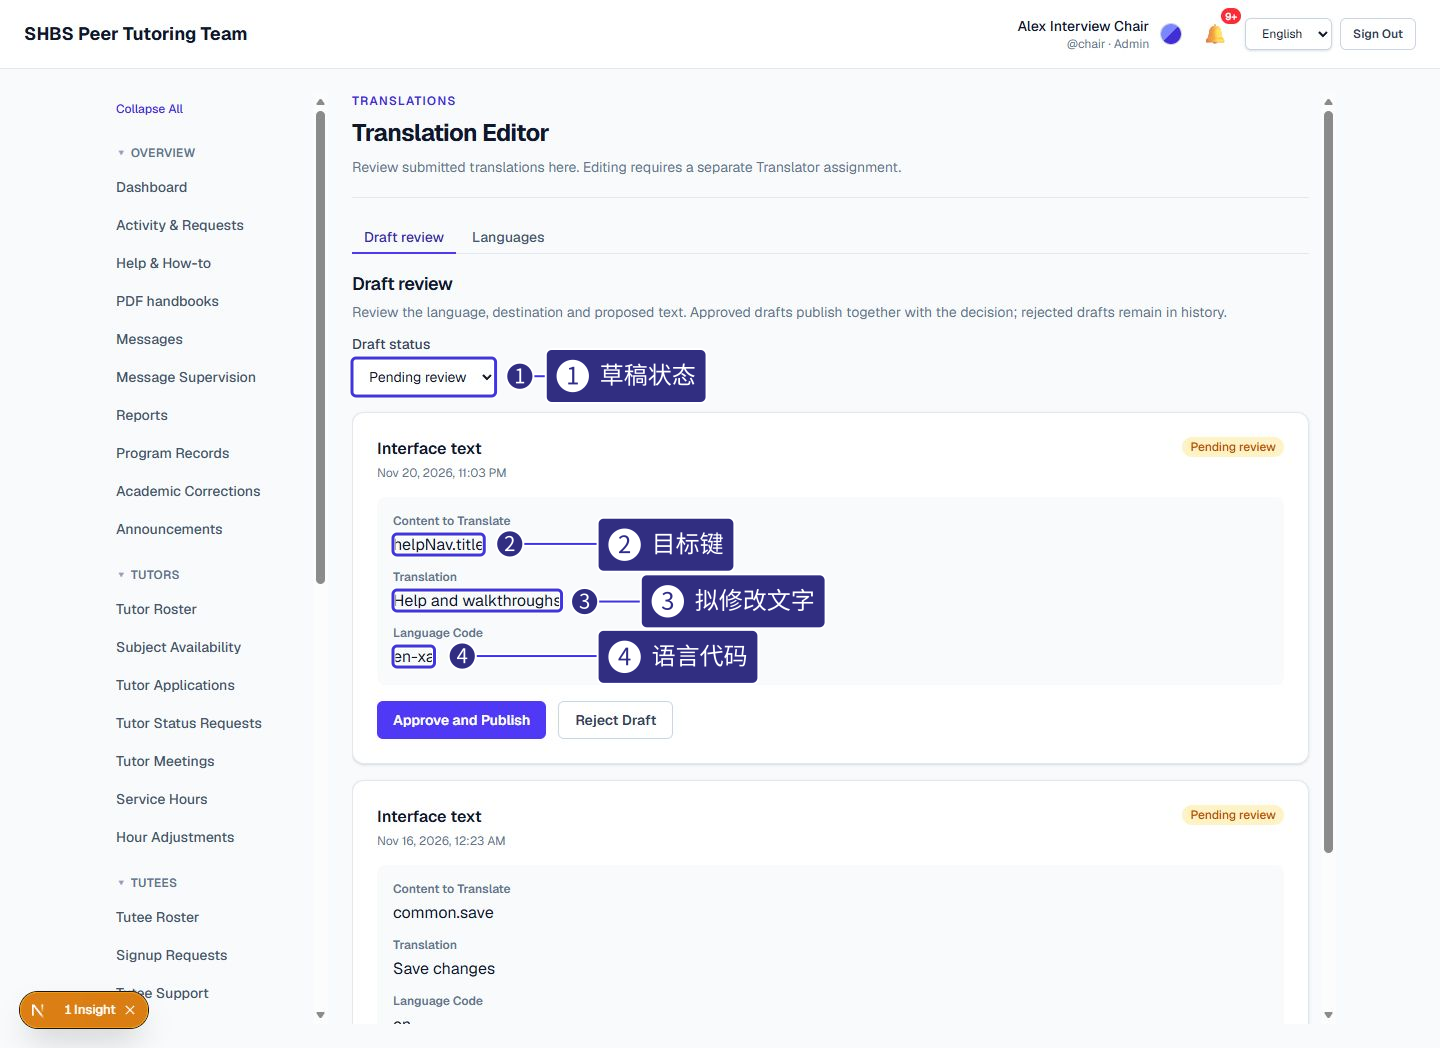 SHBS Peer Tutoring Team
Alex Interview Chair
@chair · Admin
9+
English
Sign Out
Collapse All
OVERVIEW
Dashboard
Activity & Requests
Help & How-to
PDF handbooks
Messages
Message Supervision
Reports
Program Records
Academic Corrections
Announcements
TUTORS
Tutor Roster
Subject Availability
Tutor Applications
Tutor Status Requests
Tutor Meetings
Service Hours
Hour Adjustments
TUTEES
Tutee Roster
Signup Requests
Tutee Support
1 Insight
TRANSLATIONS
Translation Editor
Review submitted translations here. Editing requires a separate Translator assignment.
Draft review Languages
Draft review
Review the language, destination and proposed text. Approved drafts publish together with the decision; rejected drafts remain in history.
Draft status
Pending review 1 1 草稿状态
Interface text Pending review
Nov 20, 2026, 11:03 PM
Content to Translate
helpNav.title 2 2 目标键
Translation
Help and walkthroughs 3 3 拟修改文字
Language Code
en-xa 4 4 语言代码
Approve and Publish Reject Draft
Interface text Pending review
Nov 16, 2026, 12:23 AM
Content to Translate
common.save
Translation
Save changes
Language Code